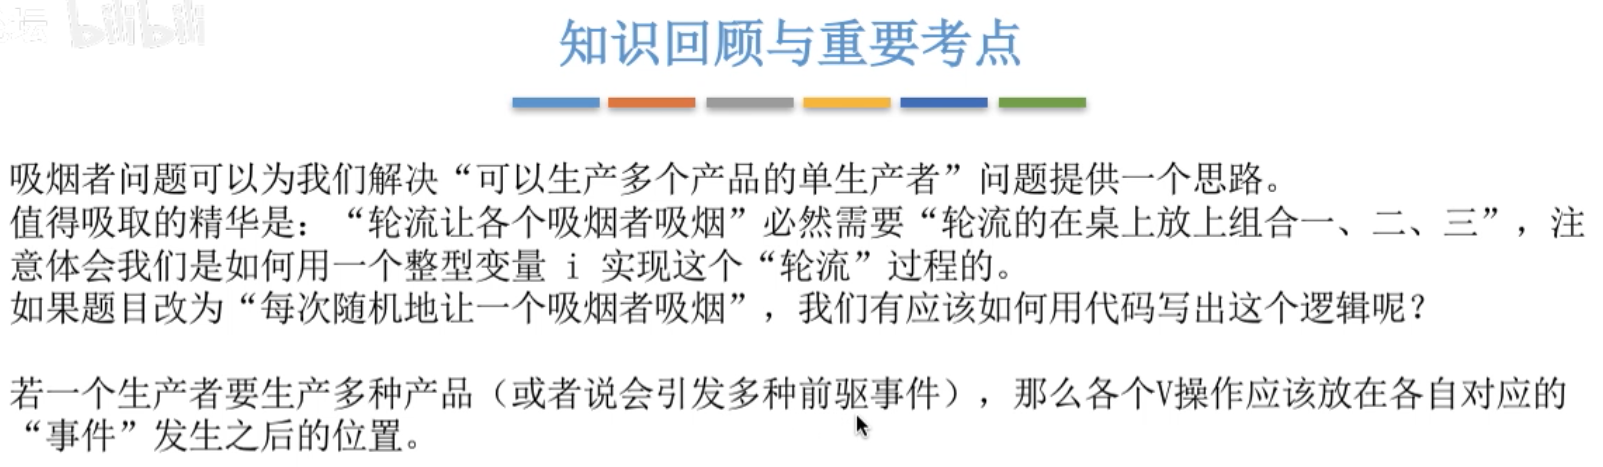 坛 bilibili
知识回顾与重要考点
吸烟者问题可以为我们解决“可以生产多个产品的单生产者”问题提供一个思路。
值得吸取的精华是：“轮流让各个吸烟者吸烟”必然需要“轮流的在桌上放上组合一、二、三”，注
意体会我们是如何用一个整型变量 i 实现这个“轮流”过程的。
如果题目改为“每次随机地让一个吸烟者吸烟”，我们有应该如何用代码写出这个逻辑呢？
若一个生产者要生产多种产品（或者说会引发多种前驱事件），那么各个V操作应该放在各自对应的
“事件”发生之后的位置。